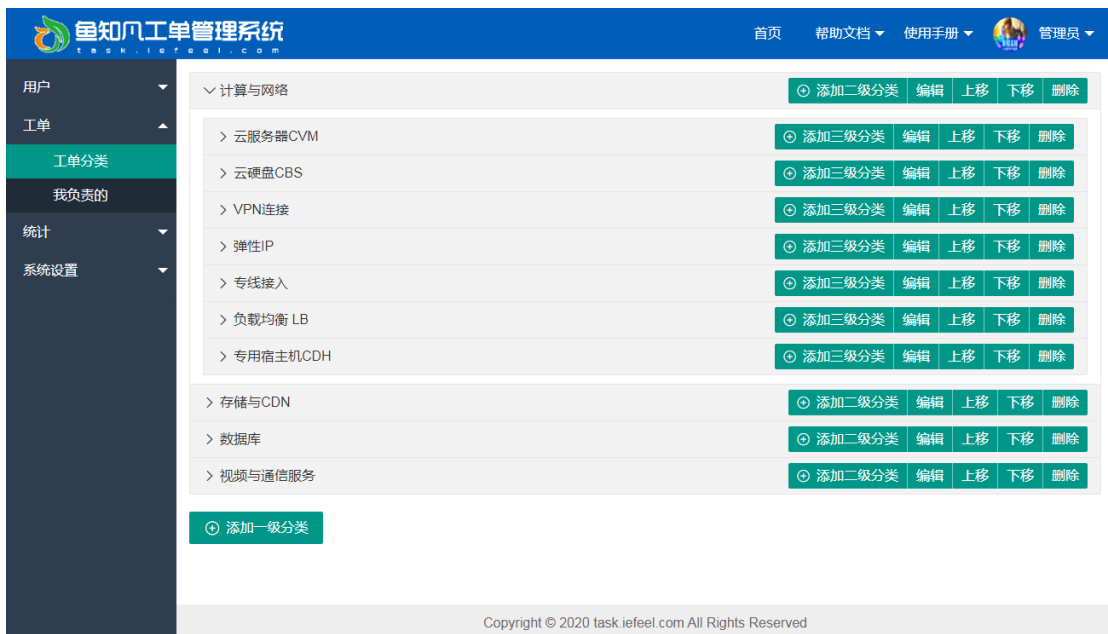 鱼知凡工单管理系统
task.iefeel.com
首页 帮助文档 使用手册 管理员
用户
工单
工单分类
我负责的
统计
系统设置
计算与网络 添加二级分类 编辑 上移 下移 删除
云服务器CVM 添加三级分类 编辑 上移 下移 删除
云硬盘CBS 添加三级分类 编辑 上移 下移 删除
VPN连接 添加三级分类 编辑 上移 下移 删除
弹性IP 添加三级分类 编辑 上移 下移 删除
专线接入 添加三级分类 编辑 上移 下移 删除
负载均衡 LB 添加三级分类 编辑 上移 下移 删除
专用宿主机CDH 添加三级分类 编辑 上移 下移 删除
存储与CDN 添加二级分类 编辑 上移 下移 删除
数据库 添加二级分类 编辑 上移 下移 删除
视频与通信服务 添加二级分类 编辑 上移 下移 删除
添加一级分类
Copyright © 2020 task.iefeel.com All Rights Reserved